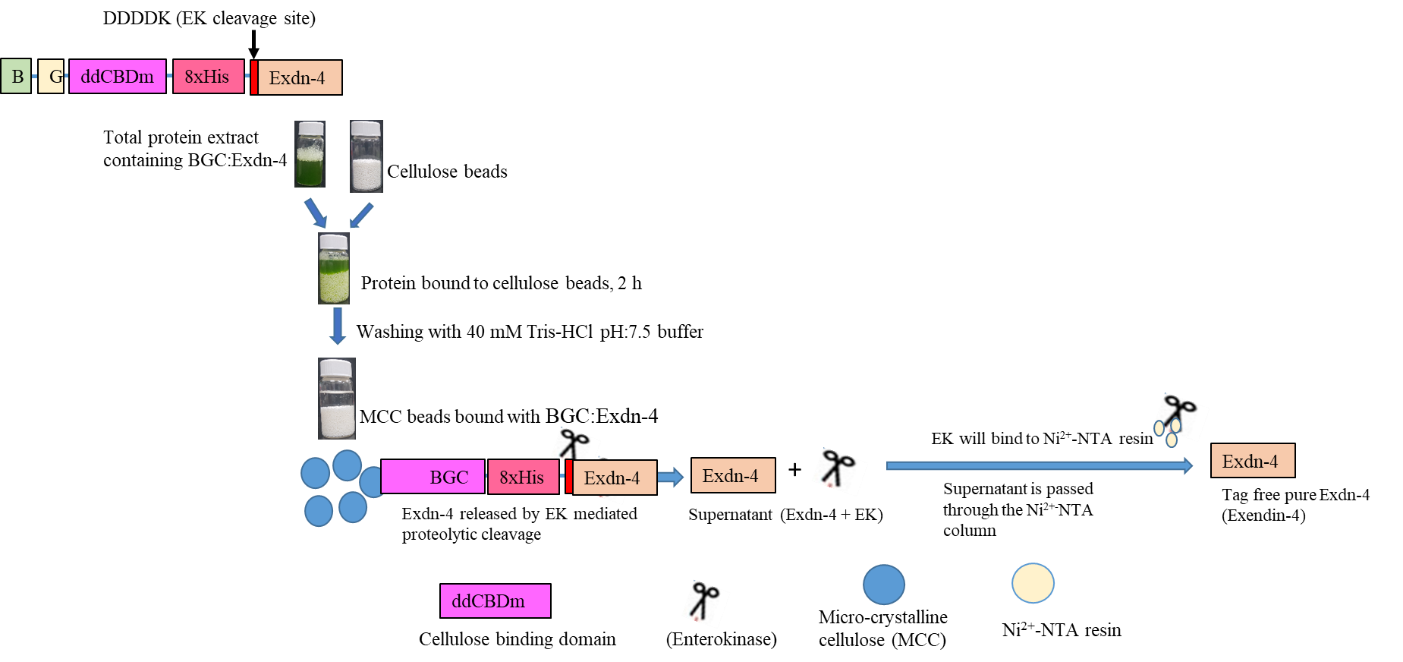 DDDDK (EK cleavage site)
B G ddCBDm 8xHis Exdn-4
Total protein extract
containing BGC:Exdn-4
Cellulose beads
Protein bound to cellulose beads, 2 h
Washing with 40 mM Tris-HCl pH:7.5 buffer
MCC beads bound with BGC:Exdn-4
BGC 8xHis Exdn-4
Exdn-4 released by EK mediated
proteolytic cleavage
Exdn-4 +
Supernatant (Exdn-4 + EK)
EK will bind to Ni²⁺-NTA resin
Supernatant is passed
through the Ni²⁺-NTA
column
Exdn-4
Tag free pure Exdn-4
(Exendin-4)
ddCBDm
Cellulose binding domain
(Enterokinase)
Micro-crystalline
cellulose (MCC)
Ni²⁺-NTA resin